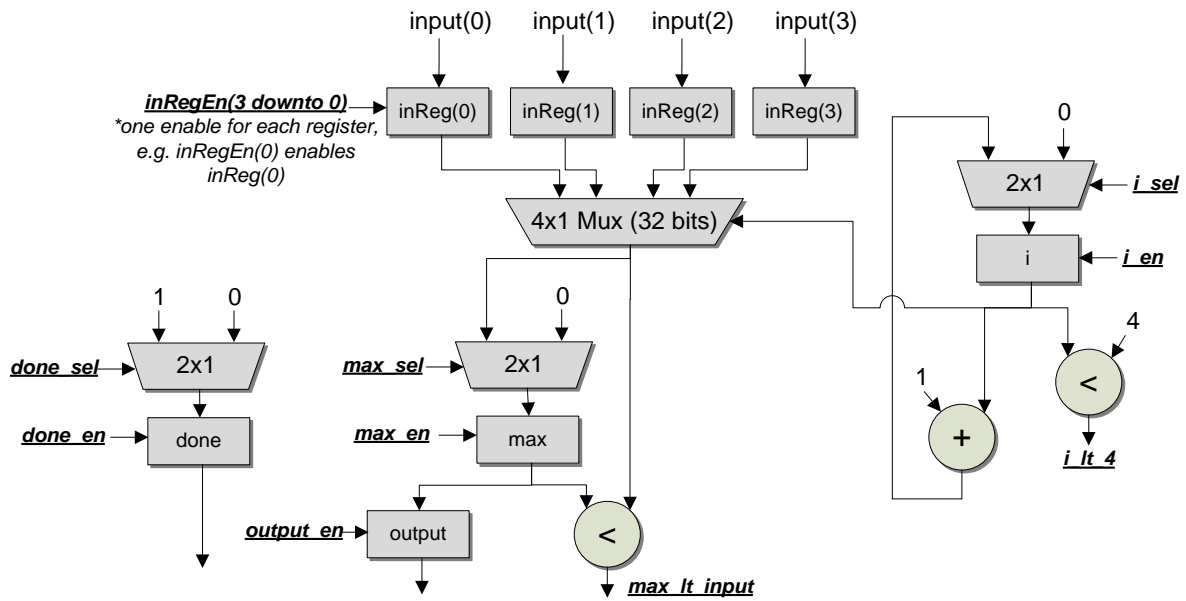 input(0) input(1) input(2) input(3)
inRegEn(3 downto 0)
*one enable for each register,
e.g. inRegEn(0) enables
inReg(0)
inReg(0) inReg(1) inReg(2) inReg(3)
0
2x1
i_sel
4x1 Mux (32 bits)
i
i_en
1 0
0
4
done_sel
2x1
max_sel
2x1
<
1
done_en
done
max_en
max
+
i_lt_4
output_en
output
<
max_lt_input